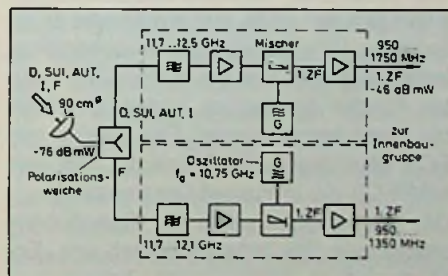 D, SUI, AUT,
I, F
90 cm ⌀
-76 dB mW
Polarisations-
weiche
D, SUI, AUT, I
F
11,7...12,5 GHz
Mischer
G
1. ZF
950...
1750 MHz
1. ZF
-46 dB mW
zur
Innenbau-
gruppe
Oszillator
fo = 10,75 GHz
G
11,7 ... 12,1 GHz
1. ZF
1. ZF
950...
1350 MHz